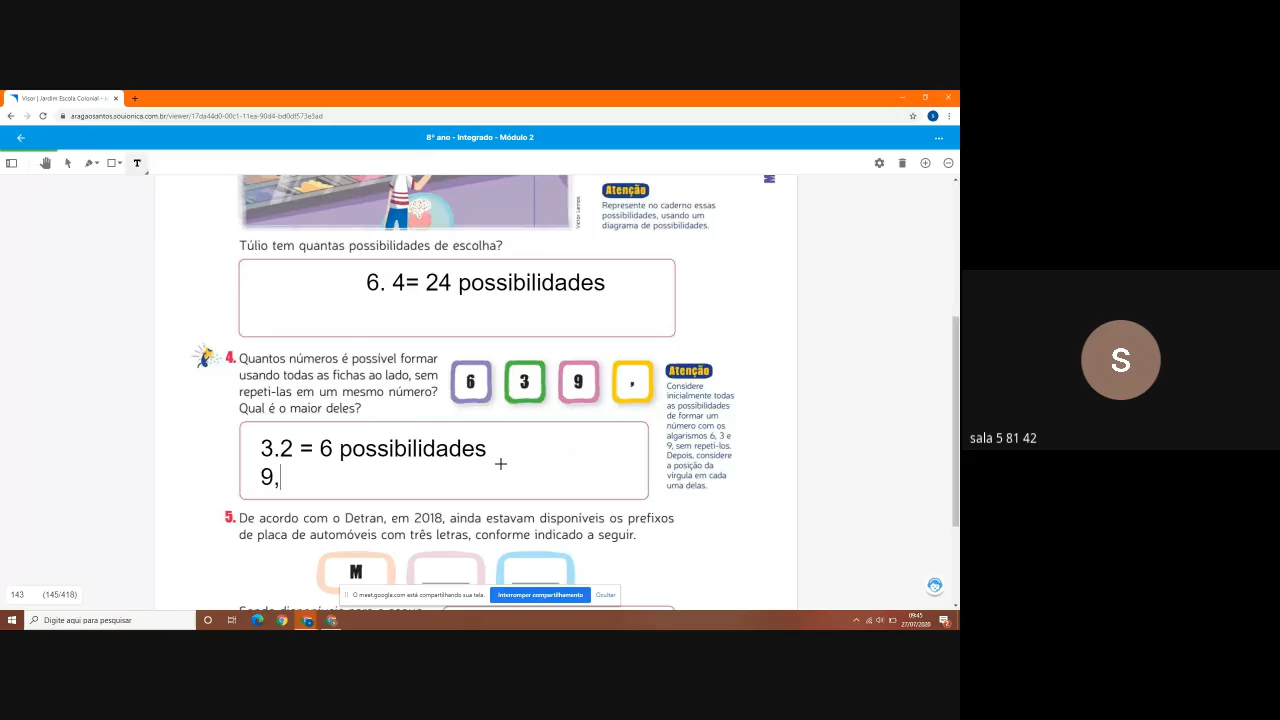 Visor | Jardim Escola Colonial - I
aragaosantos.souionica.com.br/viewer/17da44d0-00c1-11ea-90d4-bd0df573e3ad
8º ano - Integrado - Módulo 2
T
M
Victor Lemos
Atenção
Represente no caderno essas
possibilidades, usando um
diagrama de possibilidades.
Túlio tem quantas possibilidades de escolha?
6. 4= 24 possibilidades
4. Quantos números é possível formar
usando todas as fichas ao lado, sem
repeti-las em um mesmo número?
Qual é o maior deles?
6 3 9 ,
Atenção
Considere
inicialmente todas
as possibilidades
de formar um
número com os
algarismos 6, 3 e
9, sem repeti-los.
Depois, considere
a posição da
vírgula em cada
uma delas.
3.2 = 6 possibilidades
9,
5. De acordo com o Detran, em 2018, ainda estavam disponíveis os prefixos
de placa de automóveis com três letras, conforme indicado a seguir.
M
143 (145/418)
O meet.google.com está compartilhando sua tela. Interromper compartilhamento Ocultar
Digite aqui para pesquisar
09:45
27/07/2020
S
sala 5 81 42